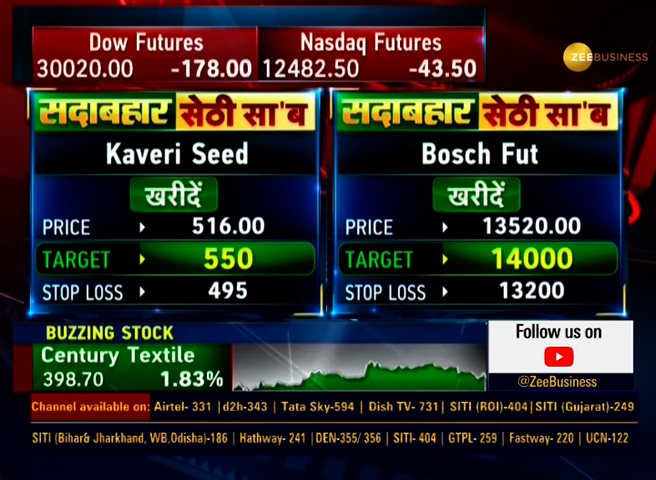 Dow Futures
30020.00 -178.00
Nasdaq Futures
12482.50 -43.50
ZEEBUSINESS
सदाबहार सेठी सा'ब
Kaveri Seed
खरीदें
PRICE 516.00
TARGET 550
STOP LOSS 495
सदाबहार सेठी सा'ब
Bosch Fut
खरीदें
PRICE 13520.00
TARGET 14000
STOP LOSS 13200
BUZZING STOCK
Century Textile
398.70 1.83%
Follow us on
@ZeeBusiness
Channel available on: Airtel- 331 | d2h-343 | Tata Sky-594 | Dish TV- 731 | SITI (ROI)-404 | SITI (Gujarat)-249
SITI (Bihar& Jharkhand, WB,Odisha)-186 | Hathway- 241 | DEN-355/ 356 | SITI- 404 | GTPL- 259 | Fastway- 220 | UCN-122